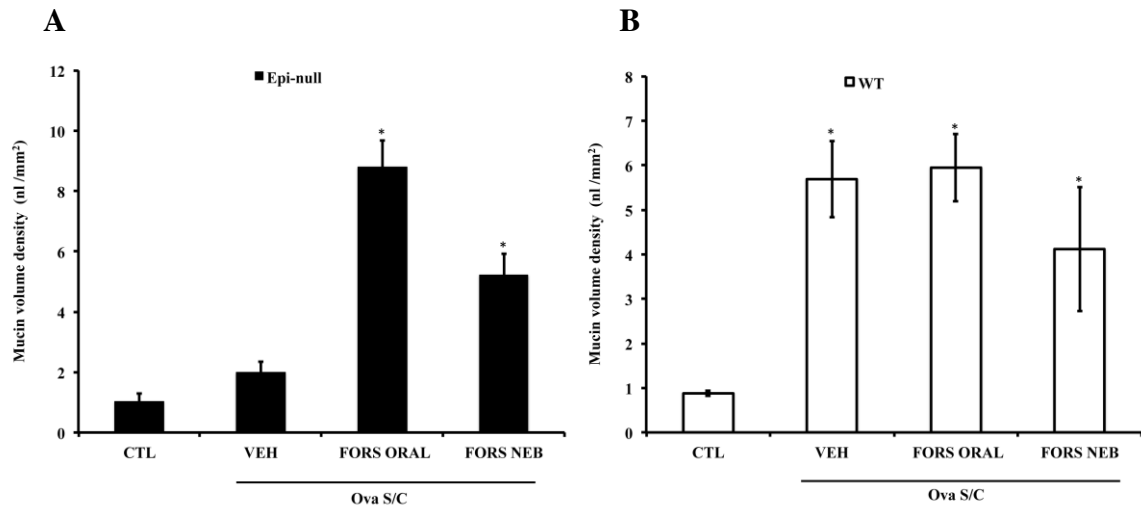 A
12
10
8
6
4
2
0
Mucin volume density (nl /mm²)
Epi-null
*
*
CTL
VEH
FORS ORAL
FORS NEB
Ova S/C
B
8
7
6
5
4
3
2
1
0
Mucin volume density (nl /mm²)
WT
*
*
*
CTL
VEH
FORS ORAL
FORS NEB
Ova S/C